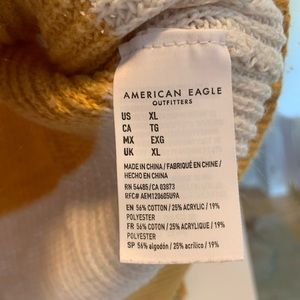 AMERICAN EAGLE
OUTFITTERS
US XL
CA TG
MX EXG
UK XL
MADE IN CHINA / FABRIQUÉ EN CHINE /
HECHO EN CHINA
RN 54485/ CA 03873
RFC# AEM120605U9A
EN 56% COTTON / 25% ACRYLIC / 19%
POLYESTER
FR 56% COTON / 25% ACRYLIQUE / 19%
POLYESTER
SP 56% algodón / 25% acrílico / 19%